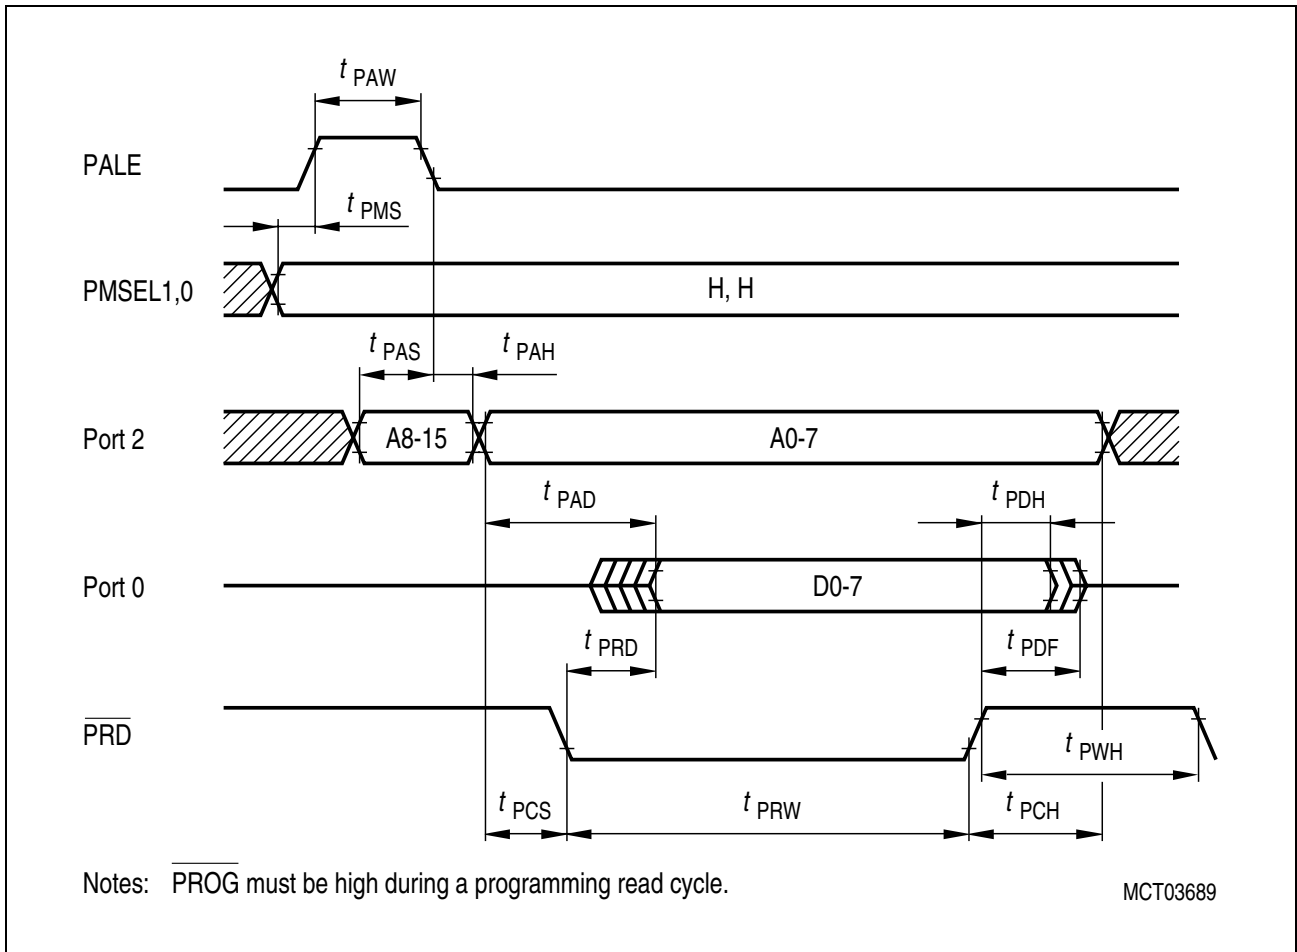 t PAW
PALE
t PMS
PMSEL1,0
H, H
t PAS
t PAH
Port 2
A8-15
A0-7
t PAD
t PDH
Port 0
D0-7
t PRD
t PDF
PRD
t PWH
t PCS
t PRW
t PCH
Notes: PROG must be high during a programming read cycle.
MCT03689